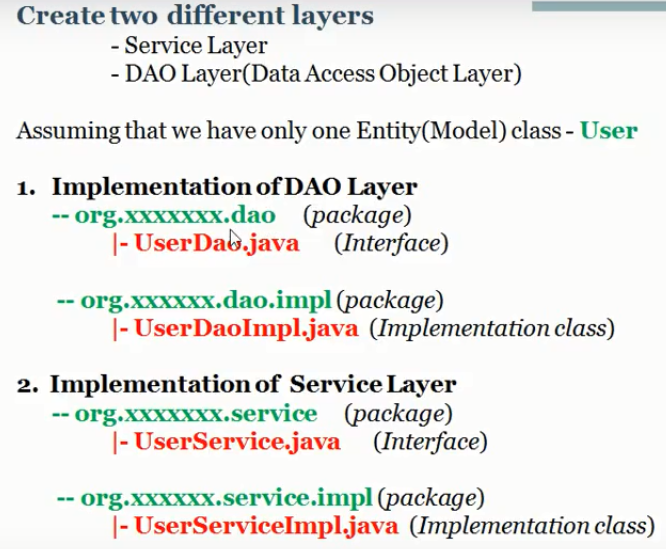 Create two different layers
- Service Layer
- DAO Layer(Data Access Object Layer)
Assuming that we have only one Entity(Model) class - User
1. Implementation of DAO Layer
-- org.xxxxxxx.dao (package)
|- UserDao.java (Interface)
-- org.xxxxxx.dao.impl (package)
|- UserDaoImpl.java (Implementation class)
2. Implementation of Service Layer
-- org.xxxxxxx.service (package)
|- UserService.java (Interface)
-- org.xxxxxx.service.impl (package)
|- UserServiceImpl.java (Implementation class)